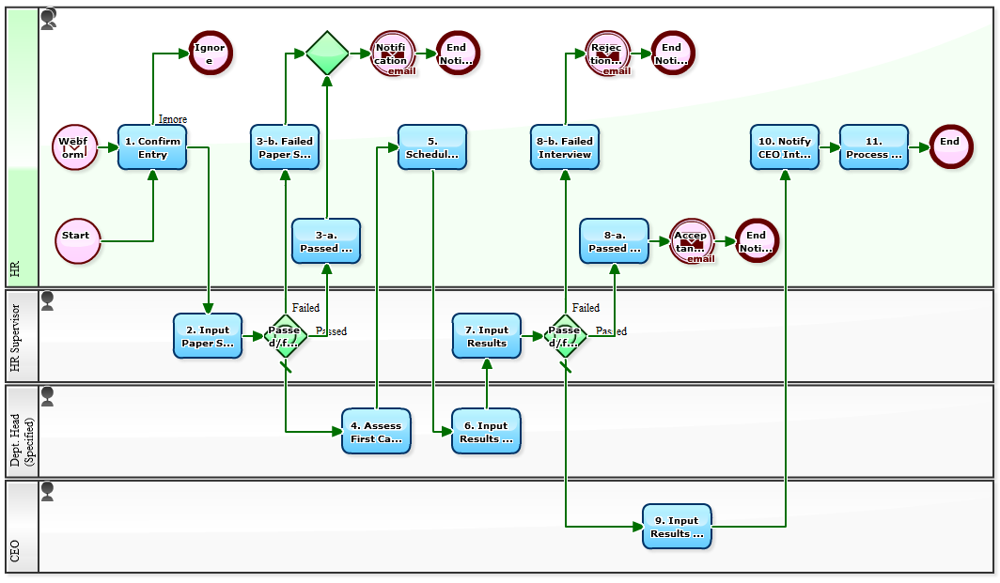 HR
Ignor
e
Notifi
cation
email
End
Noti...
Rejec
tion...
email
End
Noti...
Ignore
Webf
orm
1. Confirm
Entry
3-b. Failed
Paper S...
5.
Schedul...
8-b. Failed
Interview
10. Notify
CEO Int...
11.
Process ...
End
Start
3-a.
Passed ...
8-a.
Passed ...
Accep
tan...
email
End
Noti...
HR Supervisor
2. Input
Paper S...
Failed
Passe
d/f...
Passed
7. Input
Results
Failed
Passe
d/f...
Passed
Dept. Head
(Specified)
4. Assess
First Ca...
6. Input
Results ...
CEO
9. Input
Results ...